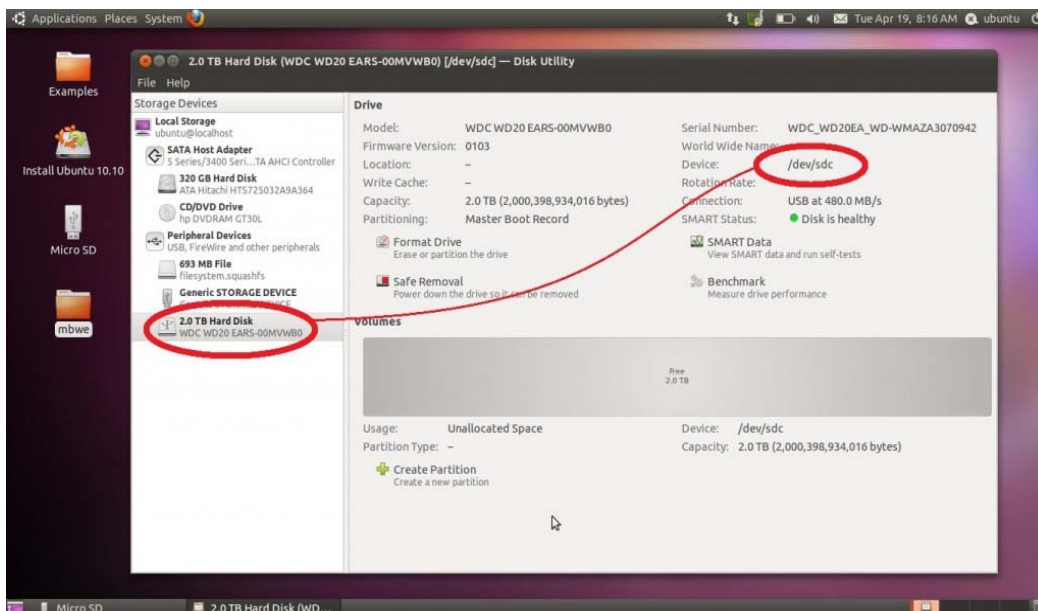 Applications Places System
Tue Apr 19, 8:16 AM ubuntu
Examples
Install Ubuntu 10.10
Micro SD
mbwe
2.0 TB Hard Disk (WDC WD20 EARS-00MVWB0) [/dev/sdc] — Disk Utility
File Help
Storage Devices
Local Storage
ubuntu@localhost
SATA Host Adapter
5 Series/3400 Seri...TA AHCI Controller
320 GB Hard Disk
ATA Hitachi HTS725032A9A364
CD/DVD Drive
hp DVDRAM GT30L
Peripheral Devices
USB, FireWire and other peripherals
693 MB File
filesystem.squashfs
Generic STORAGE DEVICE
2.0 TB Hard Disk
WDC WD20 EARS-00MVWB0
Drive
Model: WDC WD20 EARS-00MVWB0
Serial Number: WDC_WD20EA_WD-WMAZA3070942
Firmware Version: 0103
World Wide Name:
Location: –
Device: /dev/sdc
Write Cache: –
Rotation Rate:
Capacity: 2.0 TB (2,000,398,934,016 bytes)
Connection: USB at 480.0 MB/s
Partitioning: Master Boot Record
SMART Status: Disk is healthy
Format Drive
Erase or partition the drive
SMART Data
View SMART data and run self-tests
Safe Removal
Power down the drive so it can be removed
Benchmark
Measure drive performance
Volumes
Free
2.0 TB
Usage: Unallocated Space
Device: /dev/sdc
Partition Type: –
Capacity: 2.0 TB (2,000,398,934,016 bytes)
Create Partition
Create a new partition
Micro SD
2.0 TB Hard Disk (WD...